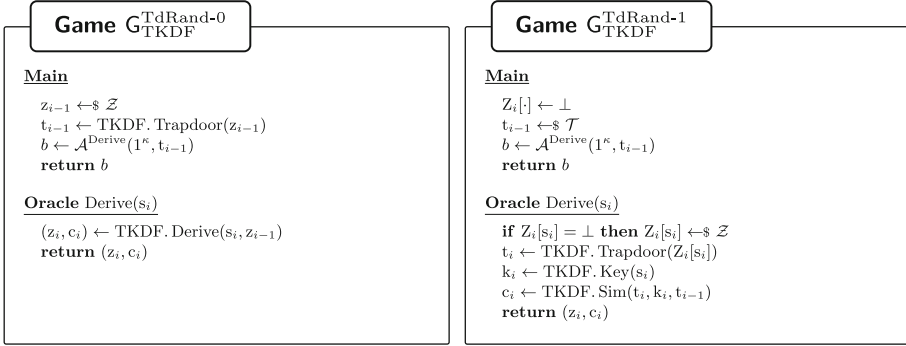 Game G^{TdRand-0}_{TKDF}
Main
z_{i−1} ←$ 𝒵
t_{i−1} ← TKDF.Trapdoor(z_{i−1})
b ← 𝒜^{Derive}(1^κ, t_{i−1})
return b
Oracle Derive(s_i)
(z_i, c_i) ← TKDF.Derive(s_i, z_{i−1})
return (z_i, c_i)
Game G^{TdRand-1}_{TKDF}
Main
Z_i[·] ← ⊥
t_{i−1} ←$ 𝒯
b ← 𝒜^{Derive}(1^κ, t_{i−1})
return b
Oracle Derive(s_i)
if Z_i[s_i] = ⊥ then Z_i[s_i] ←$ 𝒵
t_i ← TKDF.Trapdoor(Z_i[s_i])
k_i ← TKDF.Key(s_i)
c_i ← TKDF.Sim(t_i, k_i, t_{i−1})
return (z_i, c_i)